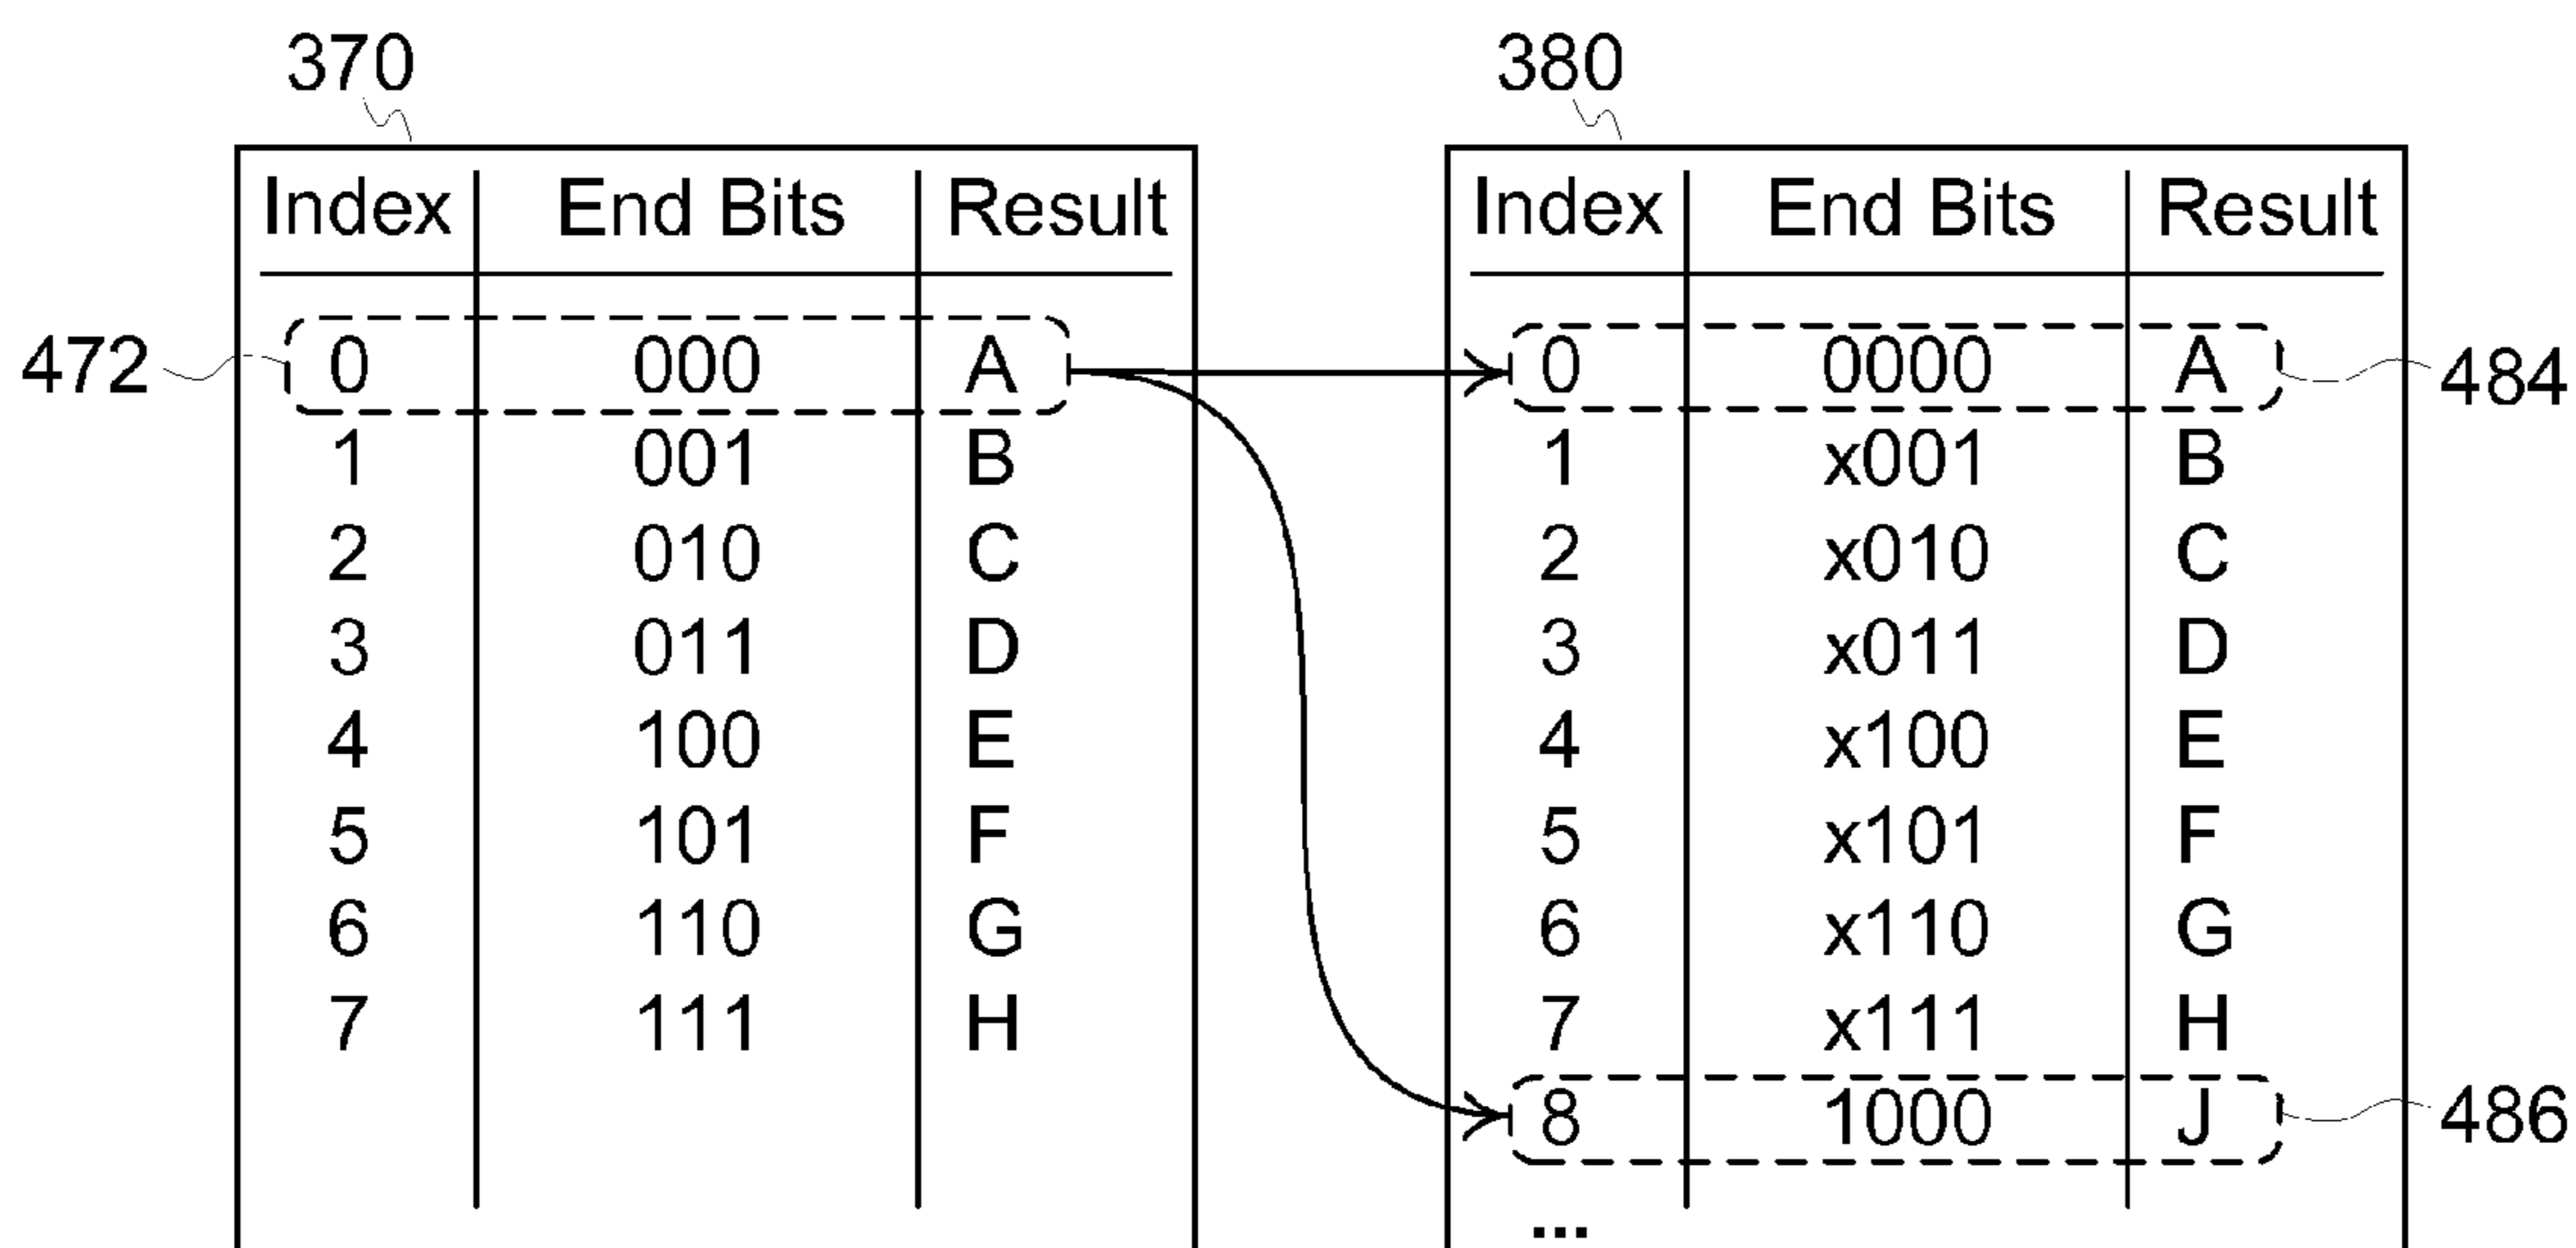 370 380
Index End Bits Result Index End Bits Result
472 0 000 A 0 0000 A 484
1 001 B 1 x001 B
2 010 C 2 x010 C
3 011 D 3 x011 D
4 100 E 4 x100 E
5 101 F 5 x101 F
6 110 G 6 x110 G
7 111 H 7 x111 H
8 1000 J 486
...